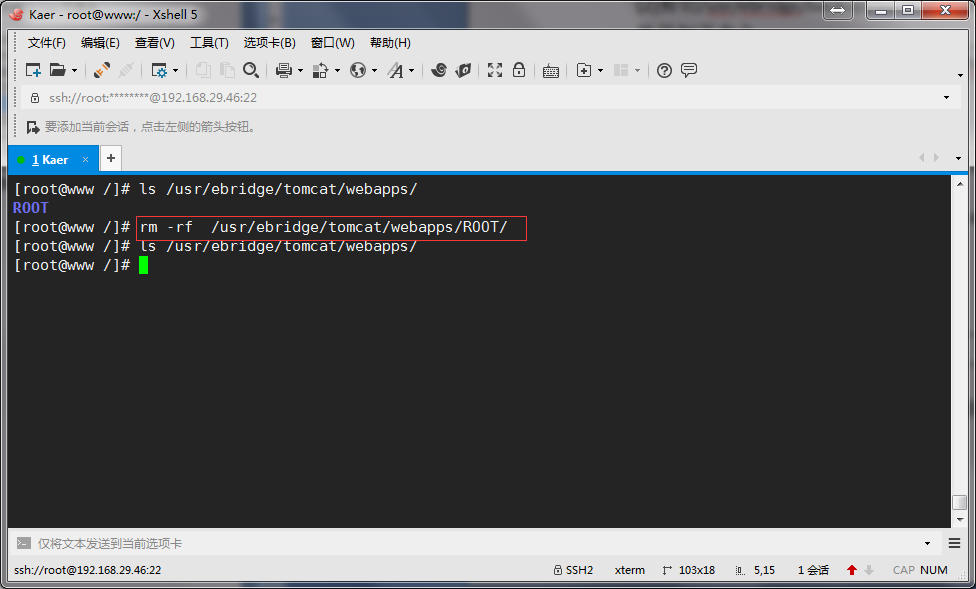 Kaer - root@www:/ - Xshell 5
文件(F) 编辑(E) 查看(V) 工具(T) 选项卡(B) 窗口(W) 帮助(H)
ssh://root:********@192.168.29.46:22
要添加当前会话，点击左侧的箭头按钮。
1 Kaer × +
[root@www /]# ls /usr/ebridge/tomcat/webapps/
ROOT
[root@www /]# rm -rf  /usr/ebridge/tomcat/webapps/ROOT/
[root@www /]# ls /usr/ebridge/tomcat/webapps/
[root@www /]#
仅将文本发送到当前选项卡
ssh://root@192.168.29.46:22 SSH2 xterm 103x18 5,15 1 会话 CAP NUM